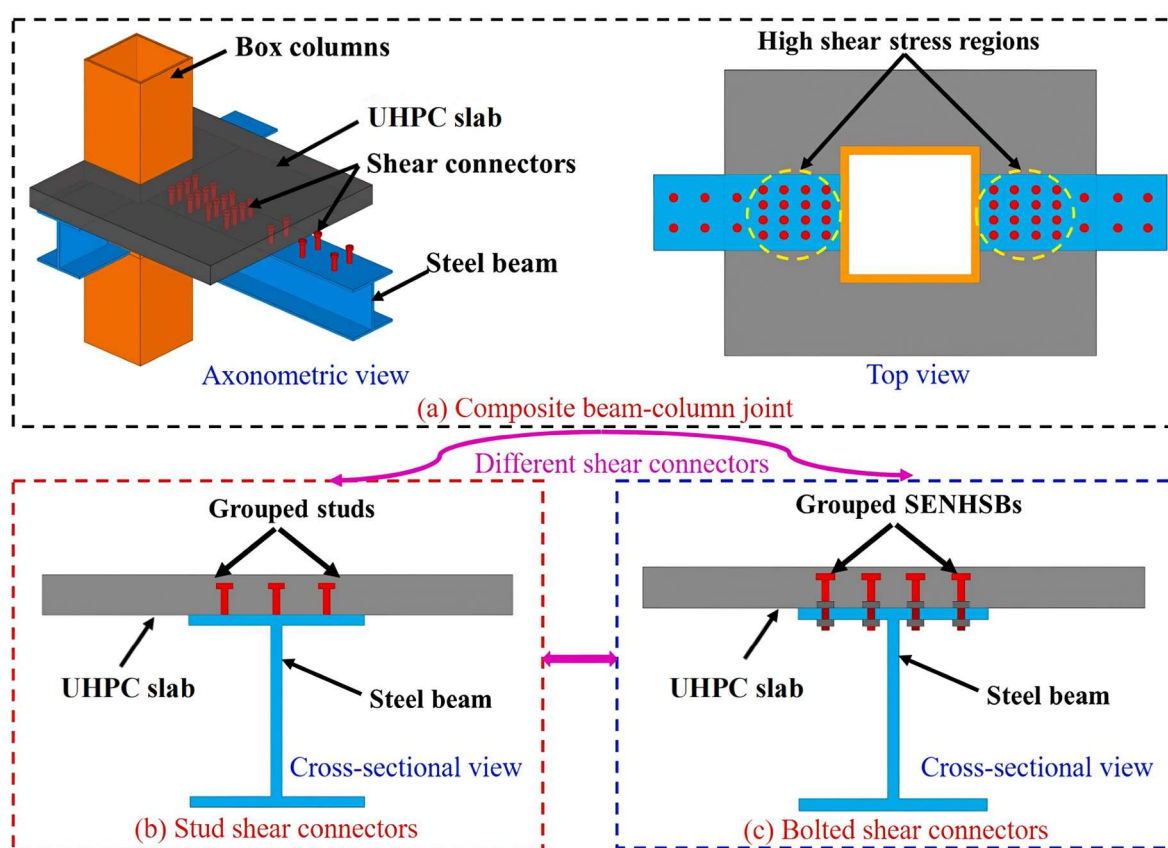 Box columns
UHPC slab
Shear connectors
Steel beam
Axonometric view
High shear stress regions
Top view
(a) Composite beam-column joint
Different shear connectors
Grouped studs
UHPC slab
Steel beam
Cross-sectional view
(b) Stud shear connectors
Grouped SENHSBs
UHPC slab
Steel beam
Cross-sectional view
(c) Bolted shear connectors